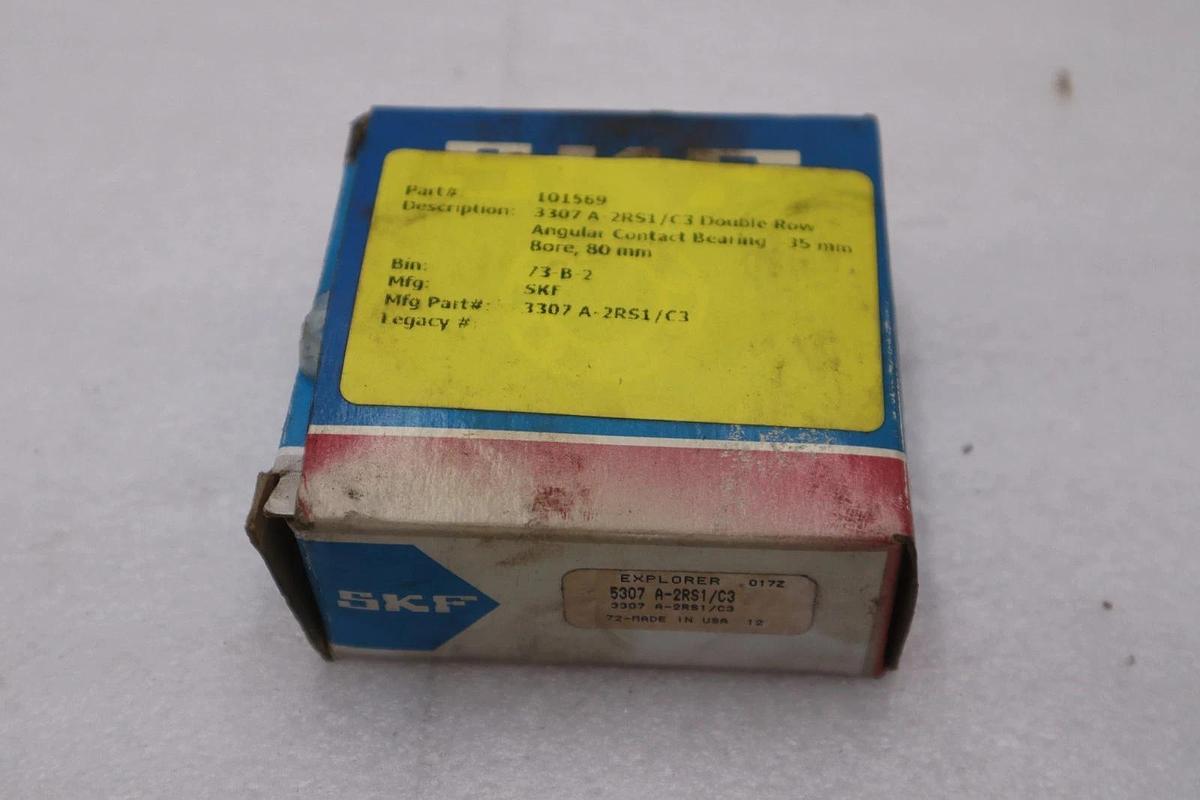 Part#: 101569
Description: 3307 A-2RS1/C3 Double Row
Angular Contact Bearing 35 mm
Bore, 80 mm
Bin: 73-B-2
Mfg: SKF
Mfg Part#: 3307 A-2RS1/C3
Legacy #
SKF
EXPLORER 017Z
5307 A-2RS1/C3
3307 A-2RS1/C3
72-MADE IN USA 12